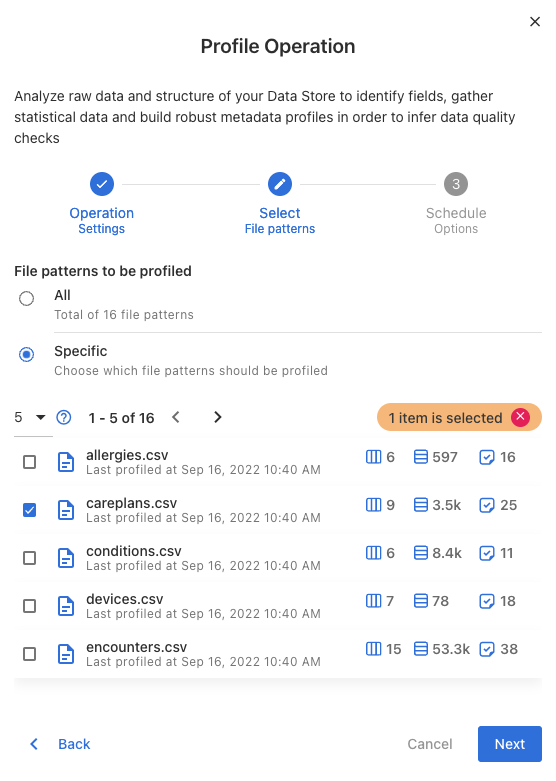 Profile Operation
Analyze raw data and structure of your Data Store to identify fields, gather
statistical data and build robust metadata profiles in order to infer data quality
checks
3
Operation
Settings
Select
File patterns
Schedule
Options
File patterns to be profiled
All
Total of 16 file patterns
Specific
Choose which file patterns should be profiled
5 ? 1 - 5 of 16 1 item is selected
allergies.csv 6 597 16
Last profiled at Sep 16, 2022 10:40 AM
careplans.csv 9 3.5k 25
Last profiled at Sep 16, 2022 10:40 AM
conditions.csv 6 8.4k 11
Last profiled at Sep 16, 2022 10:40 AM
devices.csv 7 78 18
Last profiled at Sep 16, 2022 10:40 AM
encounters.csv 15 53.3k 38
Last profiled at Sep 16, 2022 10:40 AM
Back Cancel Next